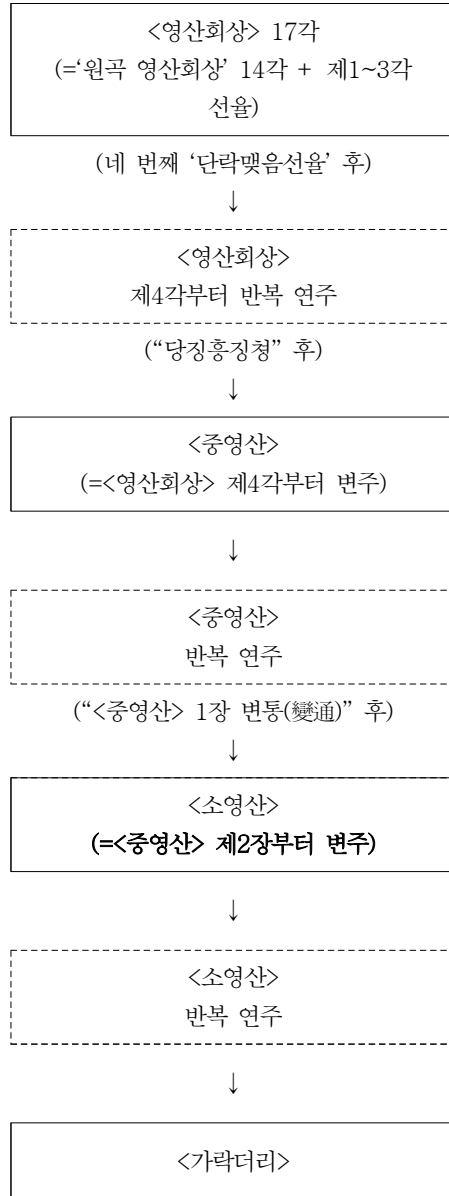 <영산회상> 17각
(=‘원곡 영산회상’ 14각 + 제1~3각
선율)
(네 번째 ‘단락맺음선율’ 후)
↓
<영산회상>
제4각부터 반복 연주
(“당징흥징청” 후)
↓
<중영산>
(=<영산회상> 제4각부터 변주)
↓
<중영산>
반복 연주
(“<중영산> 1장 변통(變通)” 후)
↓
<소영산>
(=<중영산> 제2장부터 변주)
↓
<소영산>
반복 연주
↓
<가락더리>